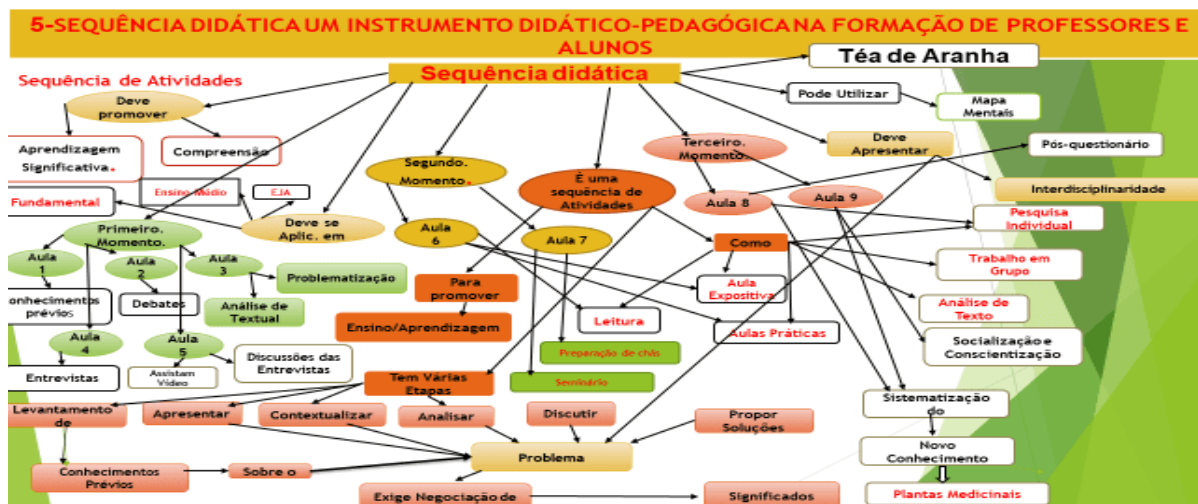 5-SEQUÊNCIA DIDÁTICA UM INSTRUMENTO DIDÁTICO-PEDAGÓGICA NA FORMAÇÃO DE PROFESSORES E
ALUNOS
Téa de Aranha
Sequência didática
Sequência de Atividades
Deve
promover
Pode Utilizar
Mapa
Mentais
Aprendizagem
Significativa.
Compreensão
Segundo.
Momento.
Terceiro.
Momento.
Deve
Apresentar
Pós-questionário
Ensino Médio
EJA
É uma
sequência de
Atividades
Interdisciplinaridade
Fundamental
Deve se
Aplic. em
Aula 8
Aula 9
Pesquisa
Individual
Primeiro.
Momento.
Aula
6
Aula 7
Como
Aula
1
Aula
2
Aula
3
Problematização
Trabalho em
Grupo
Conhecimentos
prévios
Debates
Análise de
Textual
Para
promover
Aula
Expositiva
Análise de
Texto
Ensino/Aprendizagem
Leitura
Aulas Práticas
Aula
4
Aula
5
Discussões das
Entrevistas
Preparação de chás
Socialização e
Conscientização
Entrevistas
Assistam
Vídeo
Tem Várias
Etapas
Seminário
Sistematização
do
Levantamento
de
Apresentar
Contextualizar
Analisar
Discutir
Propor
Soluções
Novo
Conhecimento
Conhecimentos
Prévios
Sobre o
Problema
Exige Negociação de
Significados
Plantas Medicinais